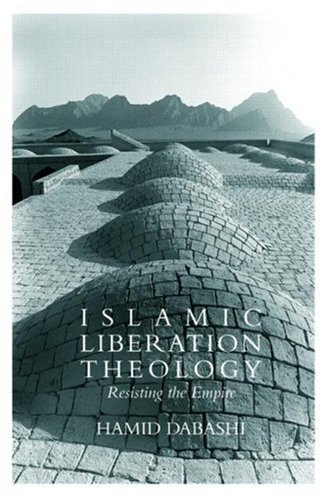 ISLAMIC
LIBERATION
THEOLOGY
Resisting the Empire
HAMID DABASHI